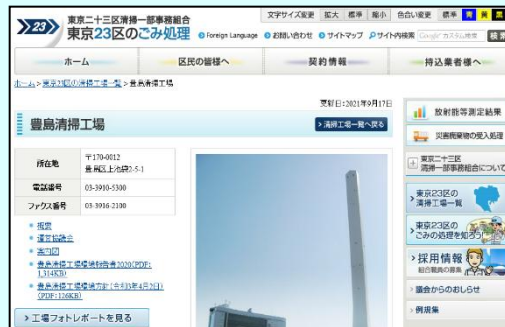 東京二十三区清掃一部事務組合
東京23区のごみ処理
文字サイズ変更 拡大 標準 縮小 色合い変更 標準 青 黄 黒
Foreign Language お問い合わせ サイトマップ サイト内検索 Google カスタム検索 検索
ホーム 区民の皆様へ 契約情報 持込業者様へ
ホーム > 東京23区の清掃工場一覧 > 豊島清掃工場
更新日:2021年9月17日
豊島清掃工場
清掃工場一覧へ戻る
所在地 〒170-0012
豊島区上池袋2-5-1
電話番号 03-3910-5300
ファクス番号 03-3916-2100
概要
運営協議会
案内図
豊島清掃工場環境報告書2020(PDF:
1,314KB)
豊島清掃工場環境方針(令和3年4月2日)
(PDF:126KB)
工場フォトレポートを見る
放射能等測定結果
災害廃棄物の受入処理
東京二十三区
清掃一部事務組合について
東京23区の
清掃工場一覧
東京23区の
ごみの処理を知ろう!
採用情報
組合職員の募集
議会からのおしらせ
例規集